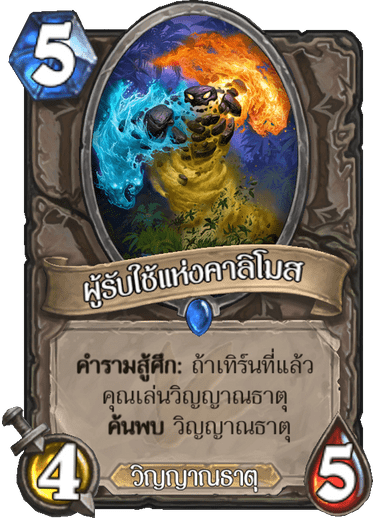 5
ผู้รับใช้แห่งคาลิโมส
คำรามสู้ศึก: ถ้าเทิร์นที่แล้ว
คุณเล่นวิญญาณธาตุ
ค้นพบ วิญญาณธาตุ
4
วิญญาณธาตุ
5